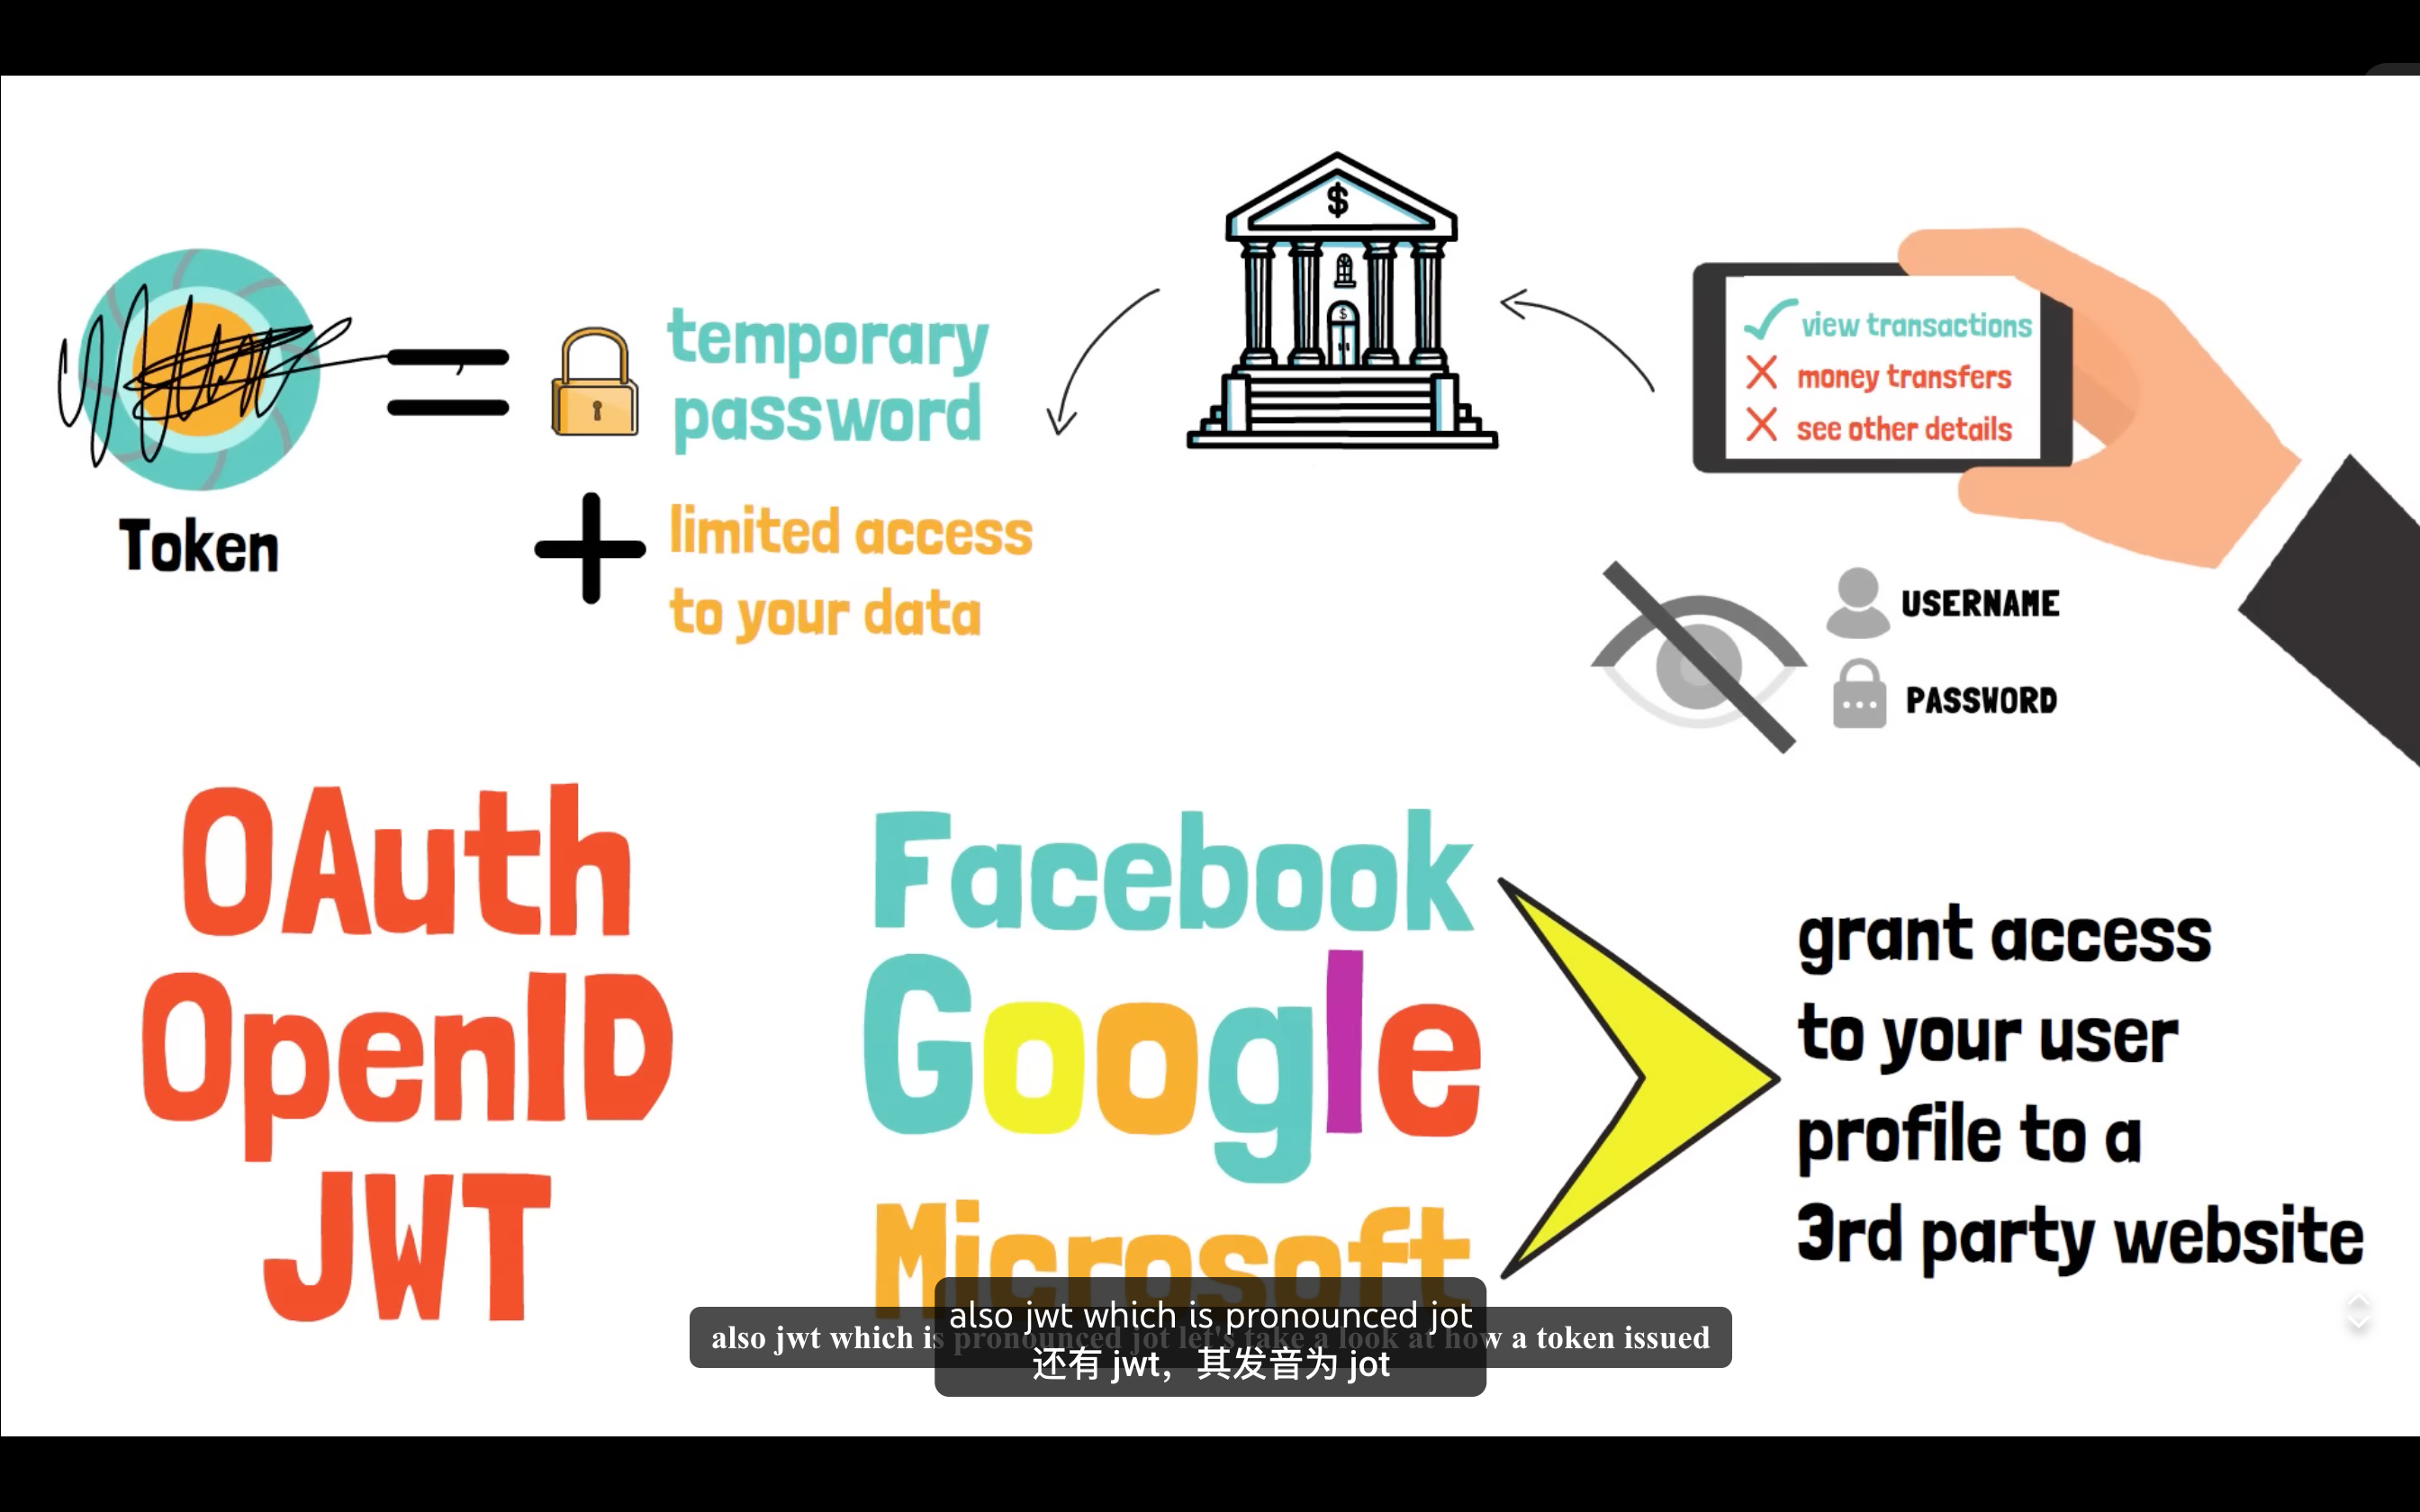 $
$
Token
temporary
password
limited access
to your data
view transactions
money transfers
see other details
USERNAME
PASSWORD
OAuth
OpenID
JWT
Facebook
Google
Microsoft
grant access
to your user
profile to a
3rd party website
also jwt which is pronounced jot
还有 jwt，其发音为 jot
also jwt which is pronounced jot let's take a look at how a token issued